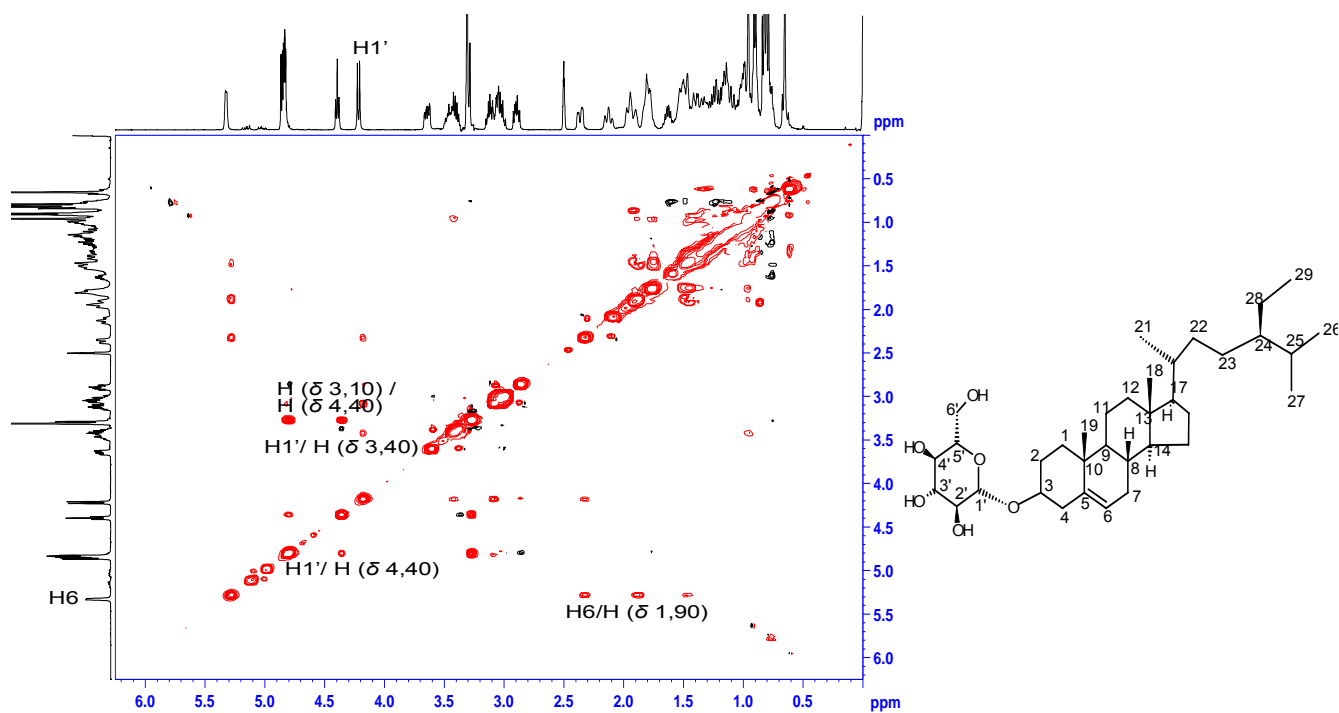 H1'
ppm
0.5
1.0
1.5
2.0
2.5
3.0
3.5
4.0
4.5
5.0
5.5
6.0
H (δ 3,10) /
H (δ 4,40)
H1'/ H (δ 3,40)
H1'/ H (δ 4,40)
H6
H6/H (δ 1,90)
6.0 5.5 5.0 4.5 4.0 3.5 3.0 2.5 2.0 1.5 1.0 0.5 ppm
29
28
21 22 26
25
24
23
18
12 17 27
OH
6' 11 13 H
19
1 H 14
HO 5' O 9
4' 2 10 8 H
3' 2' 3 5 7
HO 1' O 6
OH 4